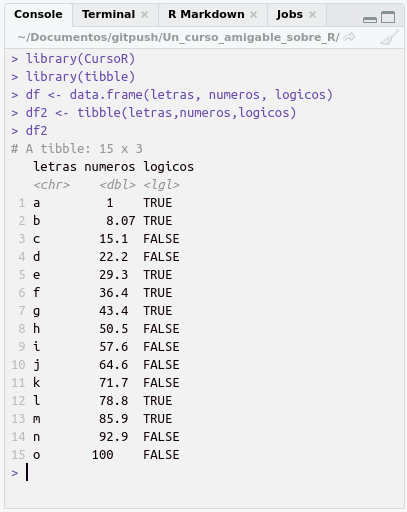 Console Terminal × R Markdown × Jobs ×
~/Documentos/gitpush/Un_curso_amigable_sobre_R/
> library(CursoR)
> library(tibble)
> df <- data.frame(letras, numeros, logicos)
> df2 <- tibble(letras,numeros,logicos)
> df2
# A tibble: 15 x 3
letras numeros logicos
<chr> <dbl> <lgl>
1 a 1 TRUE
2 b 8.07 TRUE
3 c 15.1 FALSE
4 d 22.2 FALSE
5 e 29.3 TRUE
6 f 36.4 TRUE
7 g 43.4 TRUE
8 h 50.5 FALSE
9 i 57.6 FALSE
10 j 64.6 FALSE
11 k 71.7 FALSE
12 l 78.8 TRUE
13 m 85.9 TRUE
14 n 92.9 FALSE
15 o 100 FALSE
>